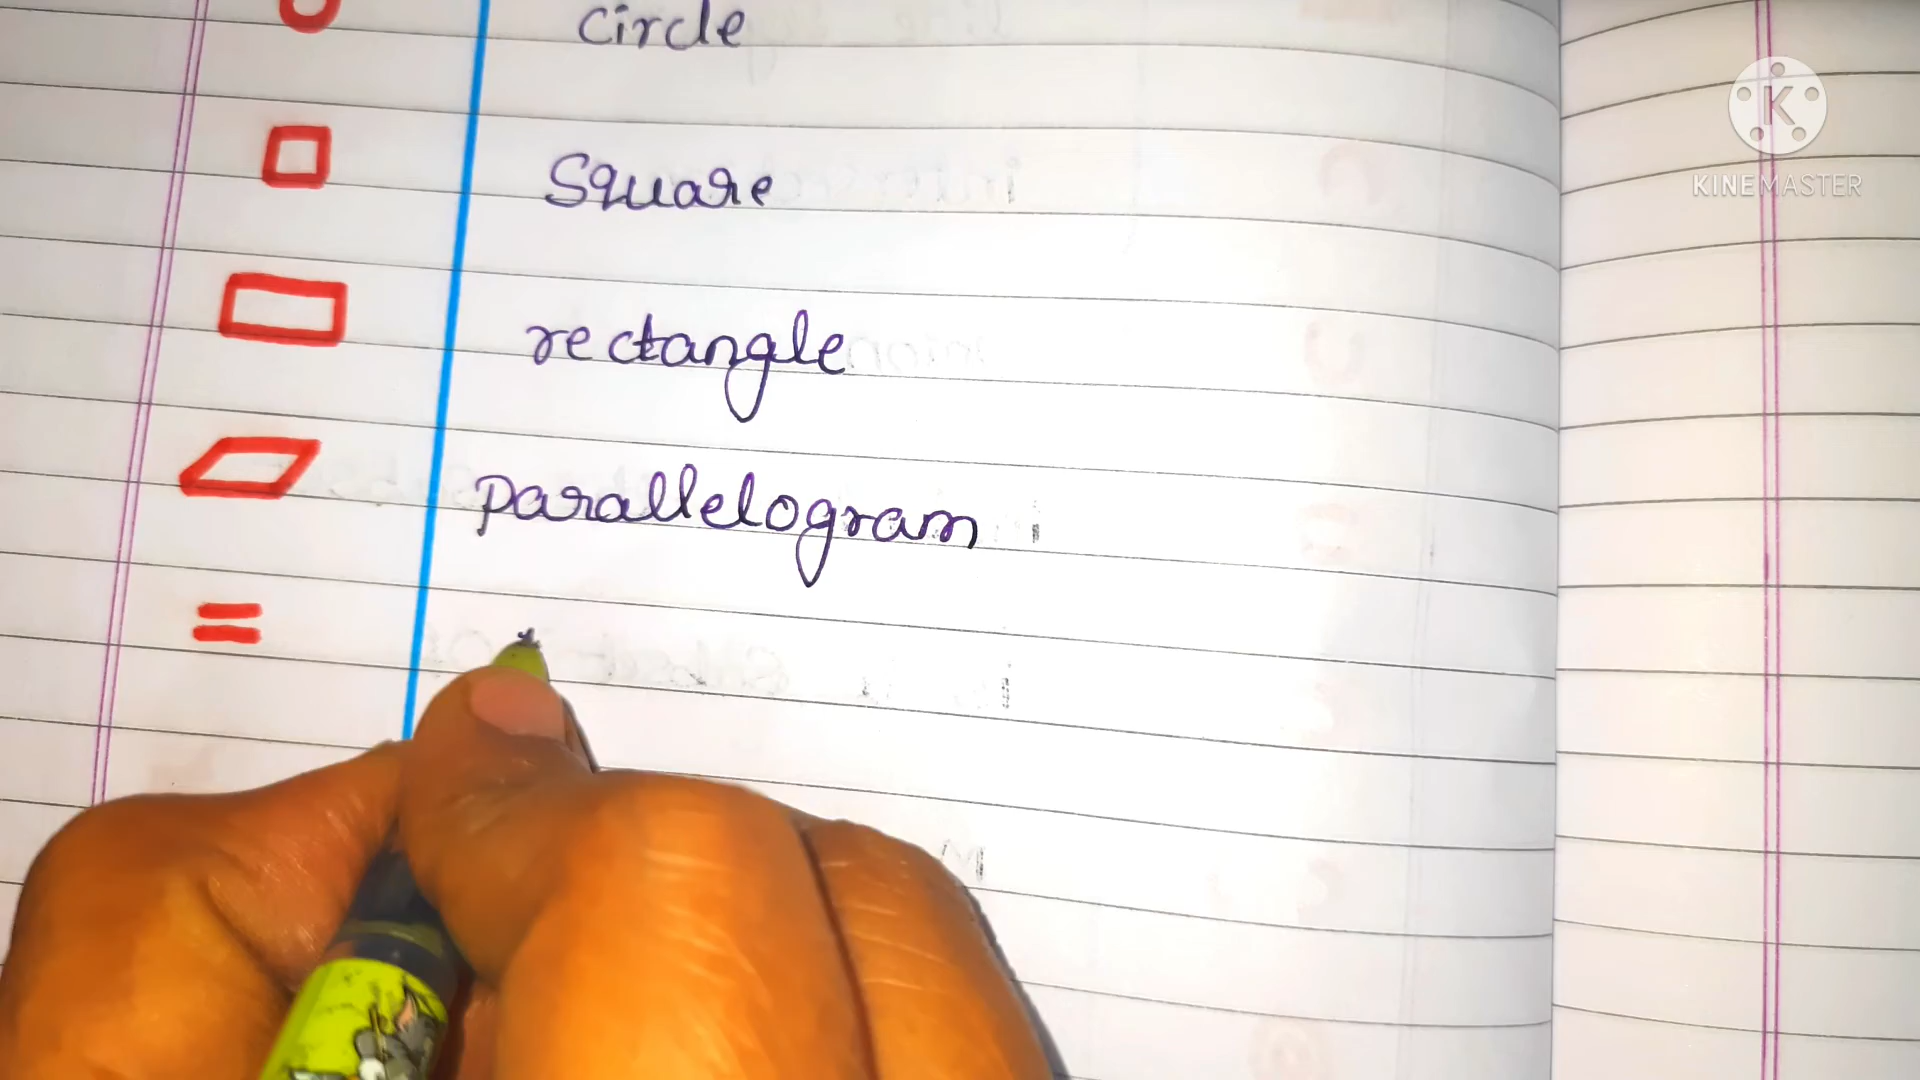 circle
Square
rectangle
parallelogram
=
K
KINEMASTER